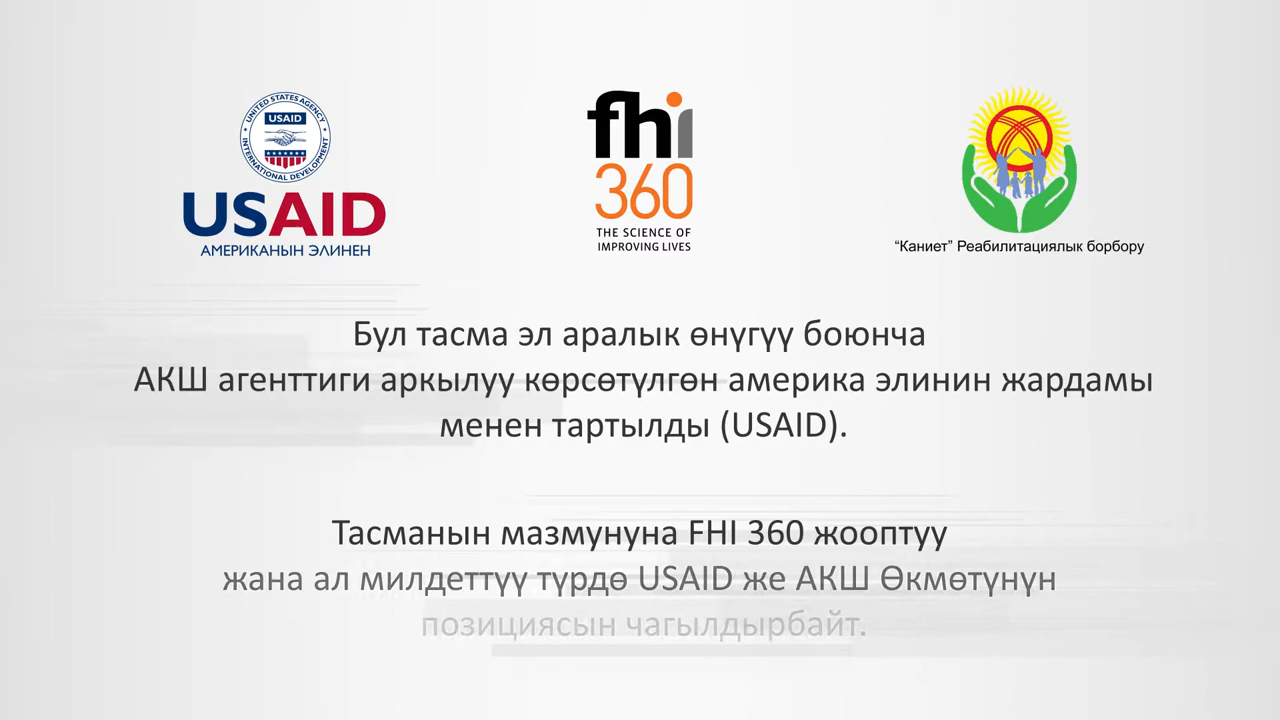 UNITED STATES AGENCY
USAID
INTERNATIONAL DEVELOPMENT
USAID
АМЕРИКАНЫН ЭЛИНЕН
fhi
360
THE SCIENCE OF
IMPROVING LIVES
“Каниет” Реабилитациялык борбору
Бул тасма эл аралык өнүгүү боюнча
АКШ агенттиги аркылуу көрсөтүлгөн америка элинин жардамы
менен тартылды (USAID).
Тасманын мазмунуна FHI 360 жооптуу
жана ал милдеттүү түрдө USAID же АКШ Өкмөтүнүн
позициясын чагылдырбайт.